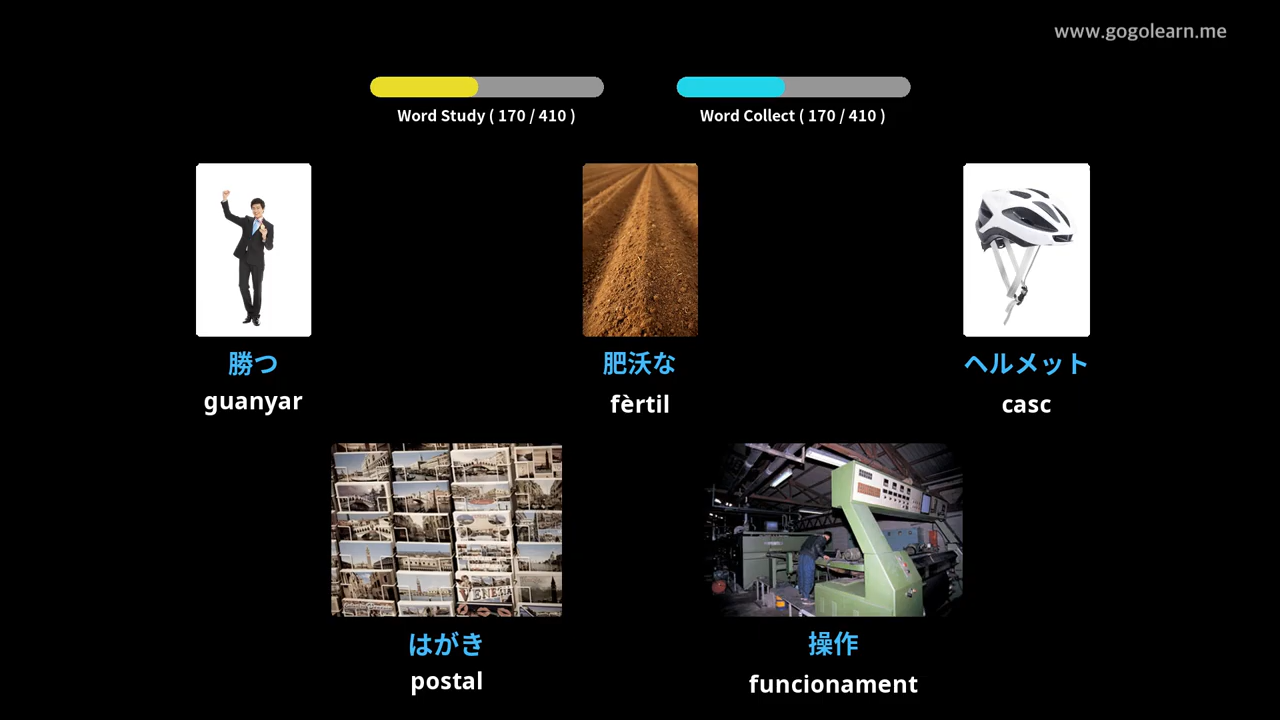 www.gogolearn.me
Word Study ( 170 / 410 )
Word Collect ( 170 / 410 )
勝つ
guanyar
肥沃な
fèrtil
ヘルメット
casc
はがき
postal
操作
funcionament